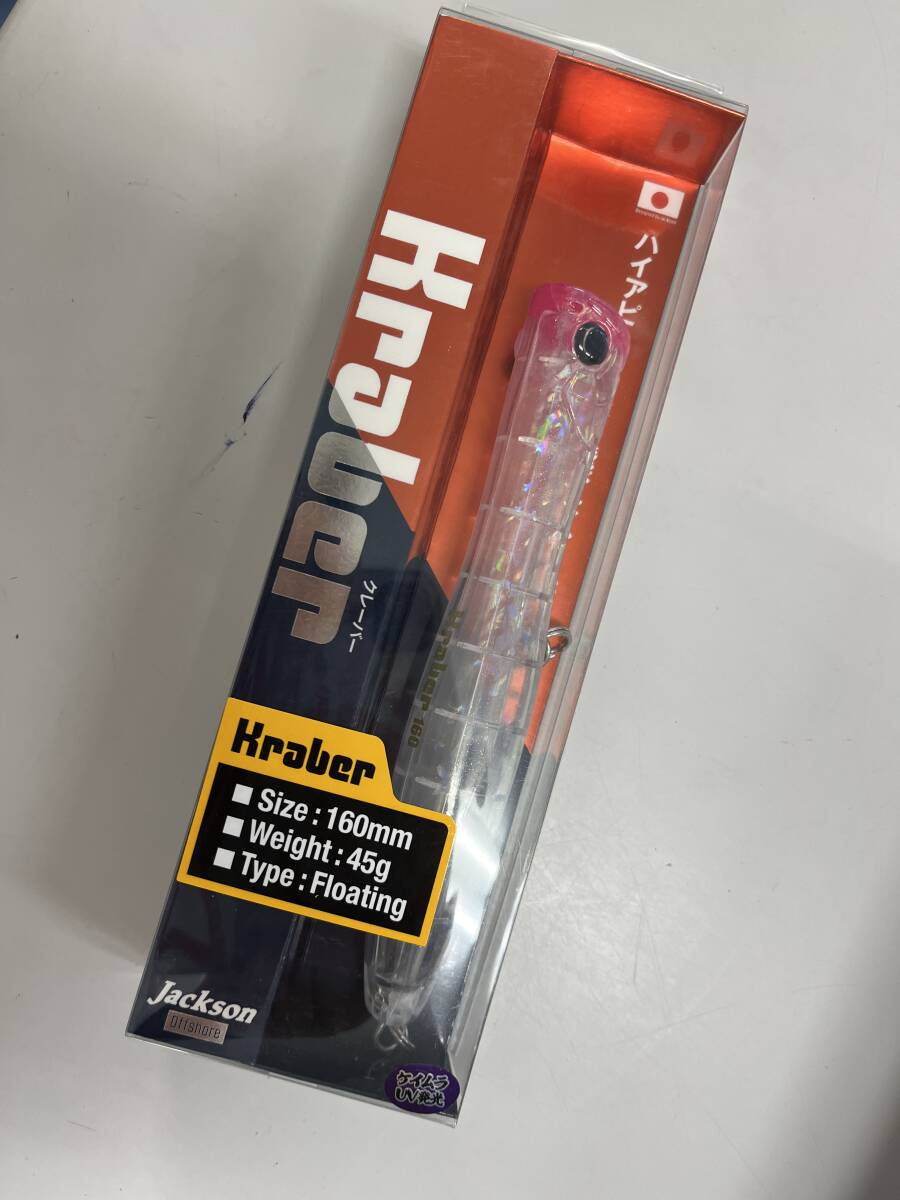 Kraber
クレーバー
ハイアピ
Kraber 160
Kraber
■ Size : 160mm
■ Weight : 45g
■ Type : Floating
Jackson
Offshore
ケイムラ
UV発光